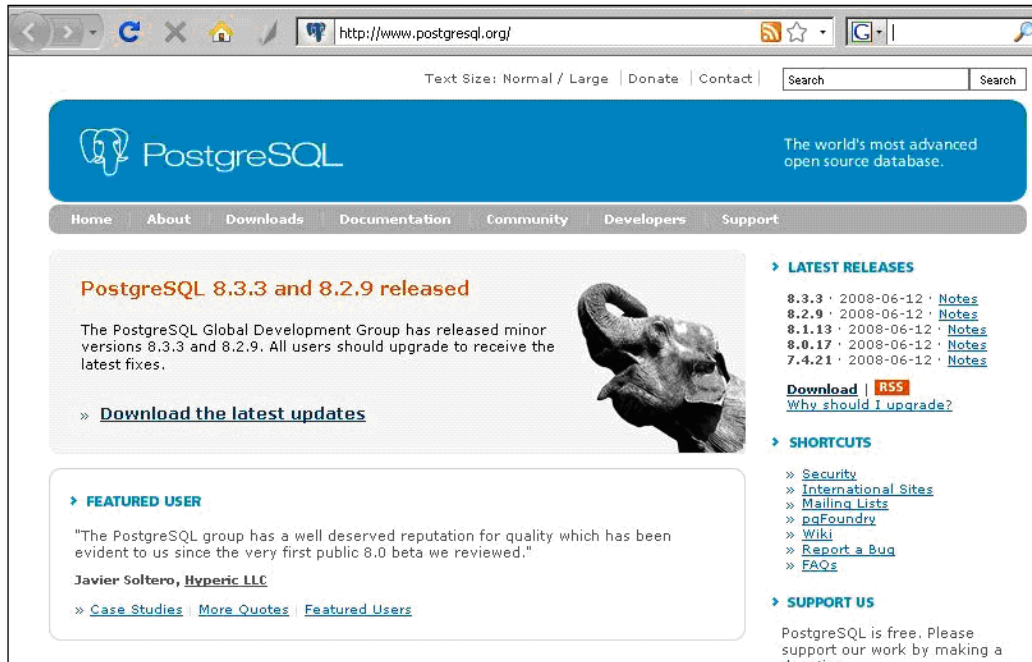 http://www.postgresql.org/
G
Text Size: Normal / Large | Donate | Contact |
Search
Search
PostgreSQL
The world's most advanced
open source database.
Home
About
Downloads
Documentation
Community
Developers
Support
PostgreSQL 8.3.3 and 8.2.9 released
The PostgreSQL Global Development Group has released minor
versions 8.3.3 and 8.2.9. All users should upgrade to receive the
latest fixes.
» Download the latest updates
FEATURED USER
"The PostgreSQL group has a well deserved reputation for quality which has been
evident to us since the very first public 8.0 beta we reviewed."
Javier Soltero, Hyperic LLC
» Case Studies | More Quotes | Featured Users
LATEST RELEASES
8.3.3 · 2008-06-12 · Notes
8.2.9 · 2008-06-12 · Notes
8.1.13 · 2008-06-12 · Notes
8.0.17 · 2008-06-12 · Notes
7.4.21 · 2008-06-12 · Notes
Download | RSS
Why should I upgrade?
SHORTCUTS
» Security
» International Sites
» Mailing Lists
» pgFoundry
» Wiki
» Report a Bug
» FAQs
SUPPORT US
PostgreSQL is free. Please
support our work by making a